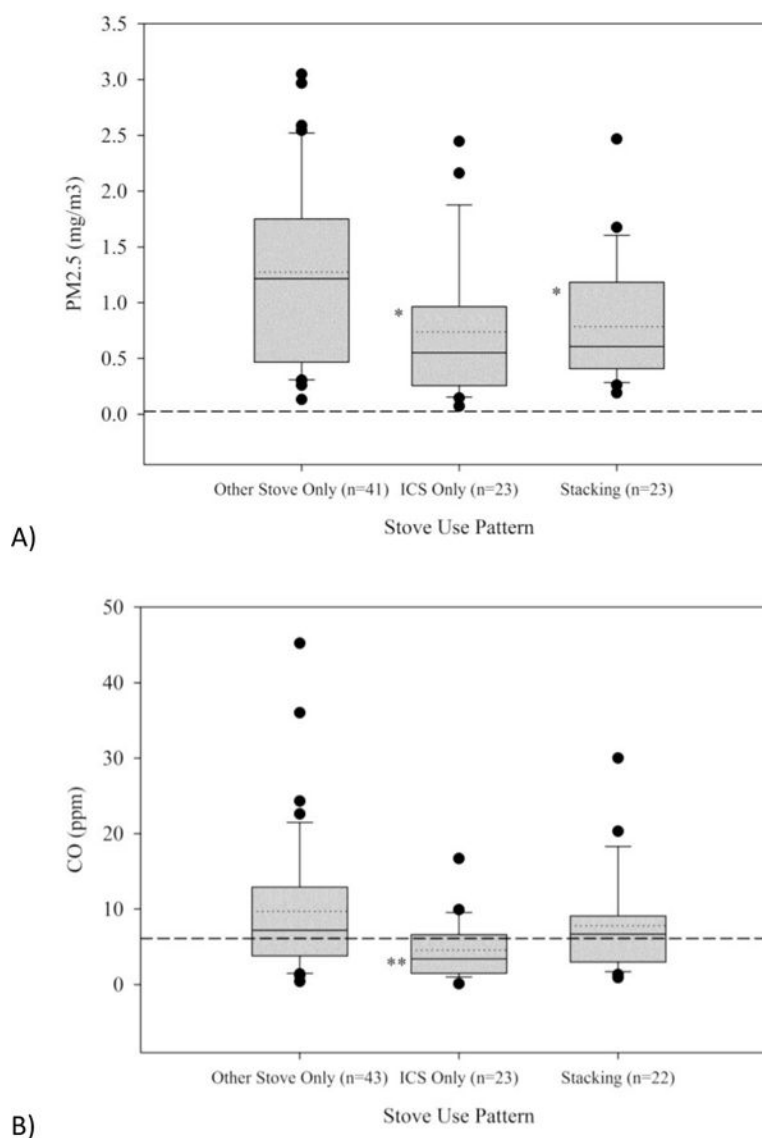 3.5
3.0
2.5
2.0
1.5
1.0
0.5
0.0
PM2.5 (mg/m3)
*
*
Other Stove Only (n=41) ICS Only (n=23) Stacking (n=23)
Stove Use Pattern
A)
50
40
30
20
10
0
CO (ppm)
**
Other Stove Only (n=43) ICS Only (n=23) Stacking (n=22)
Stove Use Pattern
B)